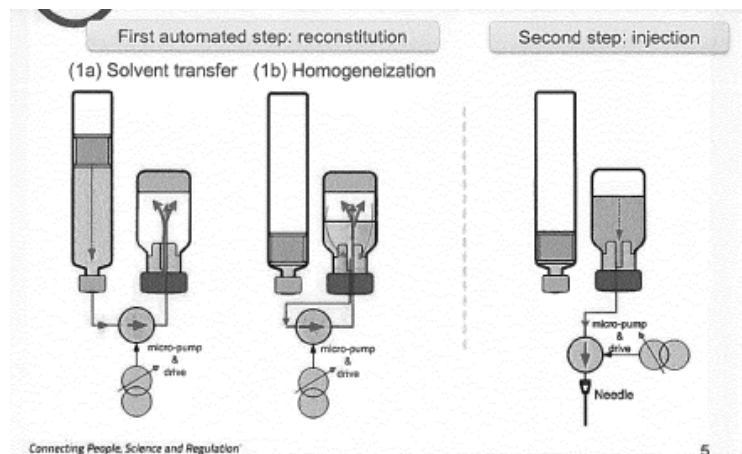 First automated step: reconstitution
Second step: injection
(1a) Solvent transfer (1b) Homogeneization
micro-pump
&
drive
micro-pump
&
drive
micro-pump
&
drive
Needle
Connecting People, Science and Regulation®
5